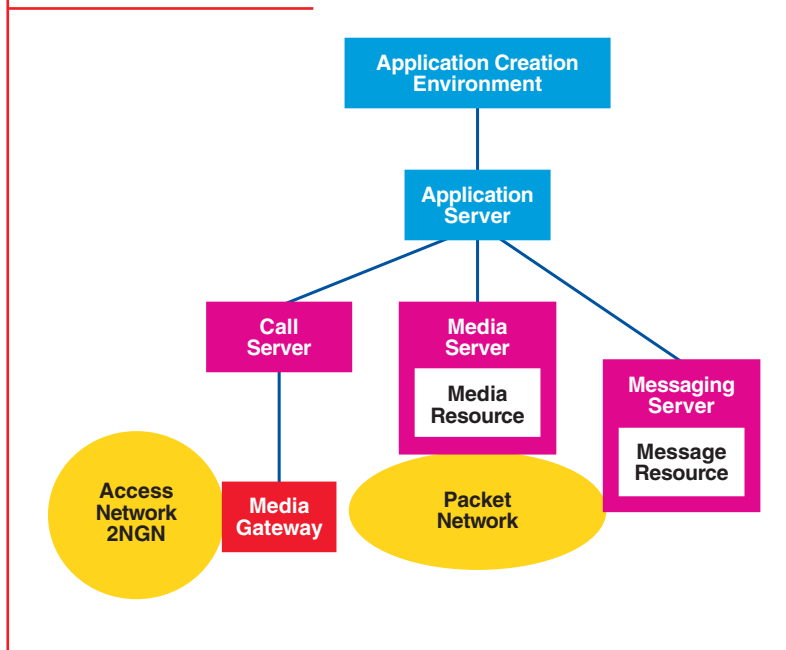 Application Creation
Environment
Application
Server
Call
Server
Media
Server
Media
Resource
Messaging
Server
Message
Resource
Access
Network
2NGN
Media
Gateway
Packet
Network